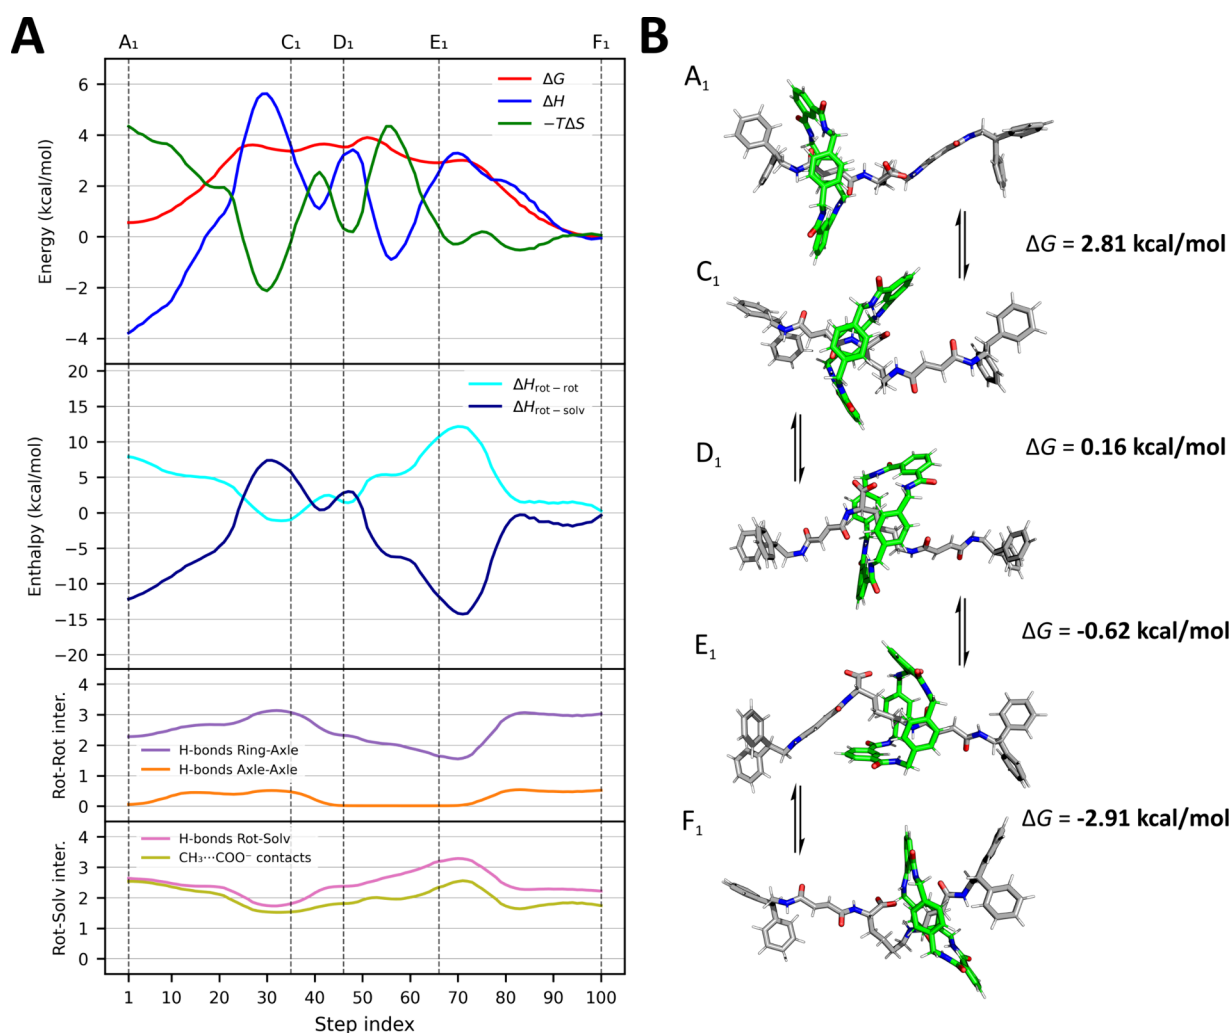 A
A₁ C₁ D₁ E₁ F₁
Energy (kcal/mol)
6
4
2
0
−2
−4
ΔG
ΔH
−TΔS
Enthalpy (kcal/mol)
20
15
10
5
0
−5
−10
−15
−20
ΔH_rot−rot
ΔH_rot−solv
Rot-Rot inter.
4
3
2
1
0
H-bonds Ring-Axle
H-bonds Axle-Axle
Rot-Solv inter.
4
3
2
1
0
H-bonds Rot-Solv
CH₃···COO⁻ contacts
1 10 20 30 40 50 60 70 80 90 100
Step index
B
A₁
ΔG = 2.81 kcal/mol
C₁
ΔG = 0.16 kcal/mol
D₁
ΔG = -0.62 kcal/mol
E₁
ΔG = -2.91 kcal/mol
F₁